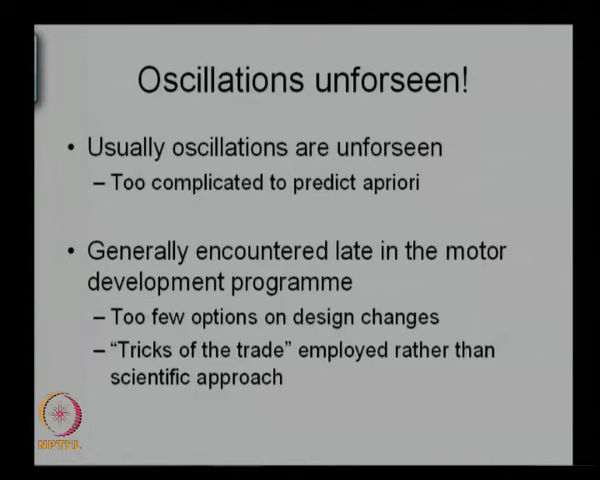 Oscillations unforseen!
• Usually oscillations are unforseen
– Too complicated to predict apriori
• Generally encountered late in the motor
development programme
– Too few options on design changes
– “Tricks of the trade” employed rather than
scientific approach
NPTEL